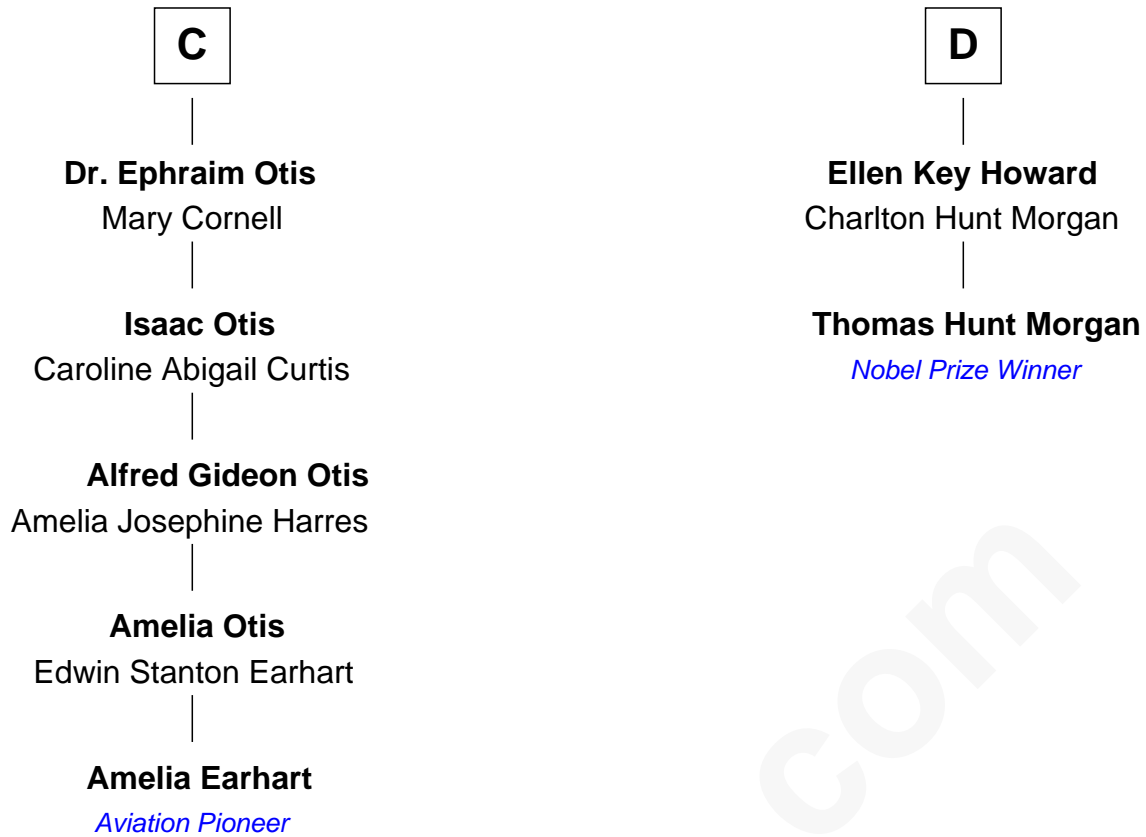 C
Dr. Ephraim Otis
Mary Cornell
Isaac Otis
Caroline Abigail Curtis
Alfred Gideon Otis
Amelia Josephine Harres
Amelia Otis
Edwin Stanton Earhart
Amelia Earhart
Aviation Pioneer
D
Ellen Key Howard
Charlton Hunt Morgan
Thomas Hunt Morgan
Nobel Prize Winner
com